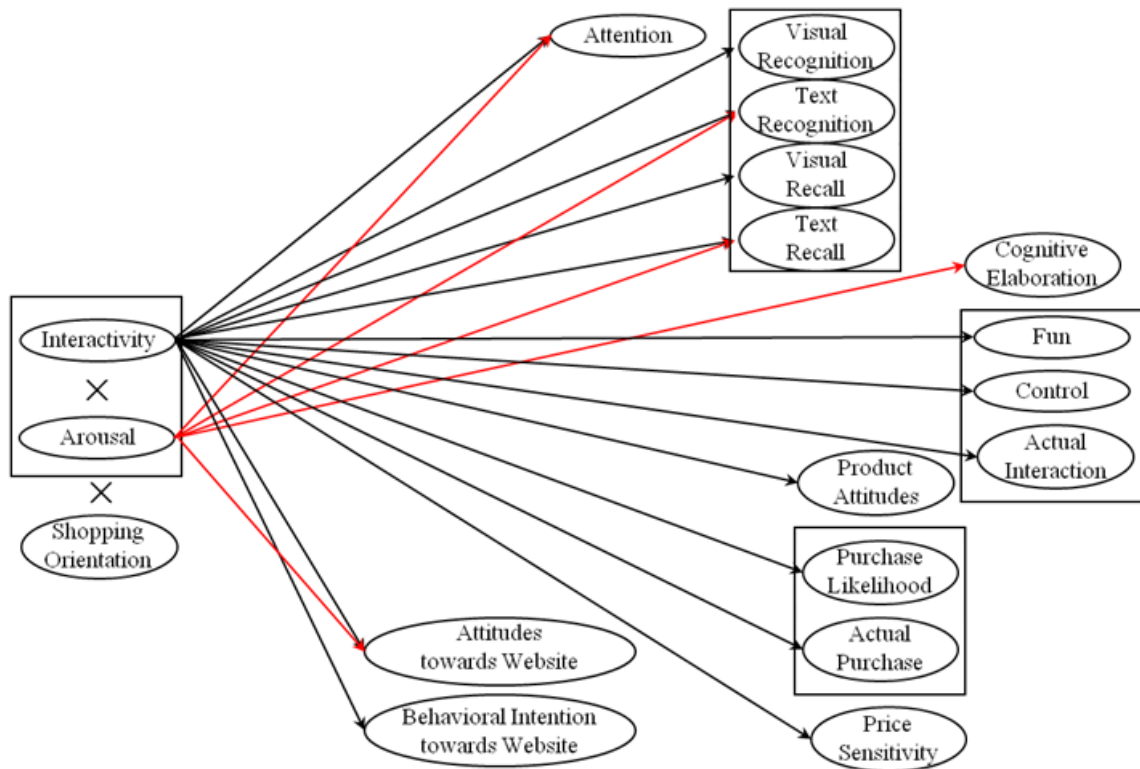 Attention
Visual
Recognition
Text
Recognition
Visual
Recall
Text
Recall
Cognitive
Elaboration
Interactivity
×
Arousal
×
Shopping
Orientation
Fun
Control
Actual
Interaction
Product
Attitudes
Purchase
Likelihood
Actual
Purchase
Price
Sensitivity
Attitudes
towards Website
Behavioral Intention
towards Website